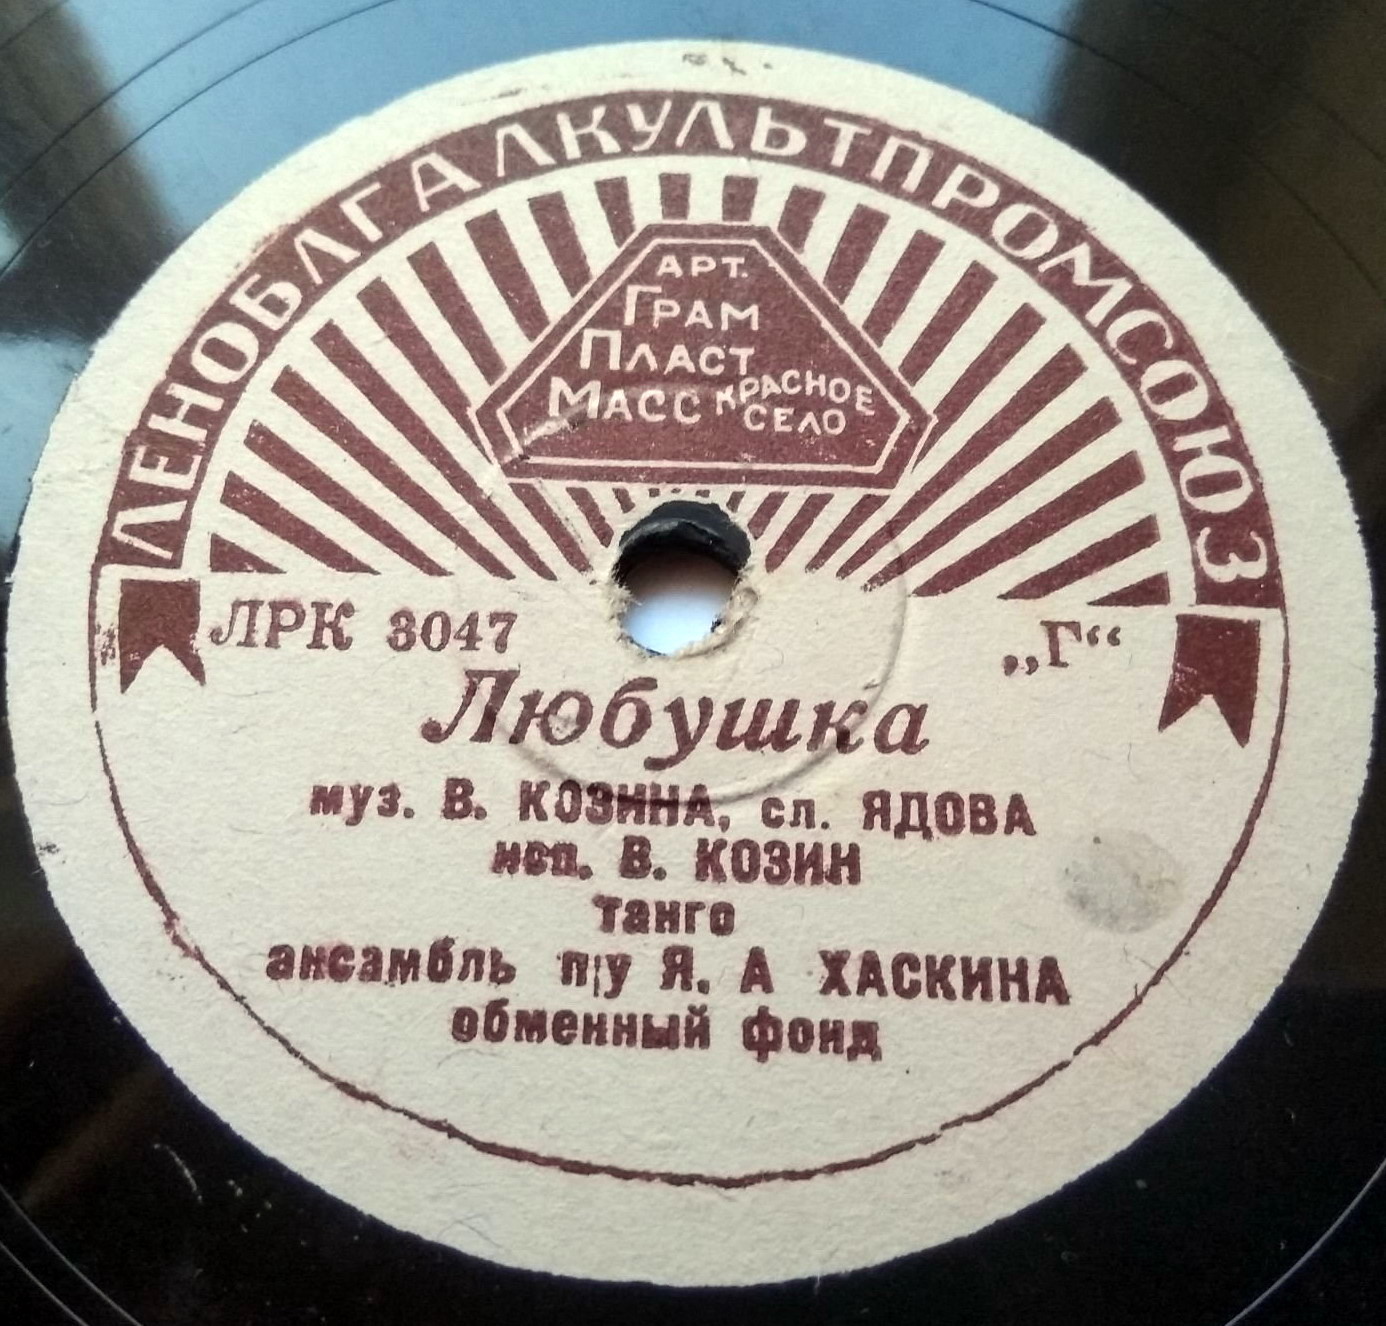 ЛЕНОБЛГАЛКУЛЬТПРОМСОЮЗ
АРТ.
ГРАМ
ПЛАСТ
МАСС КРАСНОЕ
СЕЛО
ЛРК 3047 „Г“
Любушка
муз. В. КОЗИНА, сл. ЯДОВА
исп. В. КОЗИН
танго
ансамбль п/у Я. А ХАСКИНА
обменный фонд